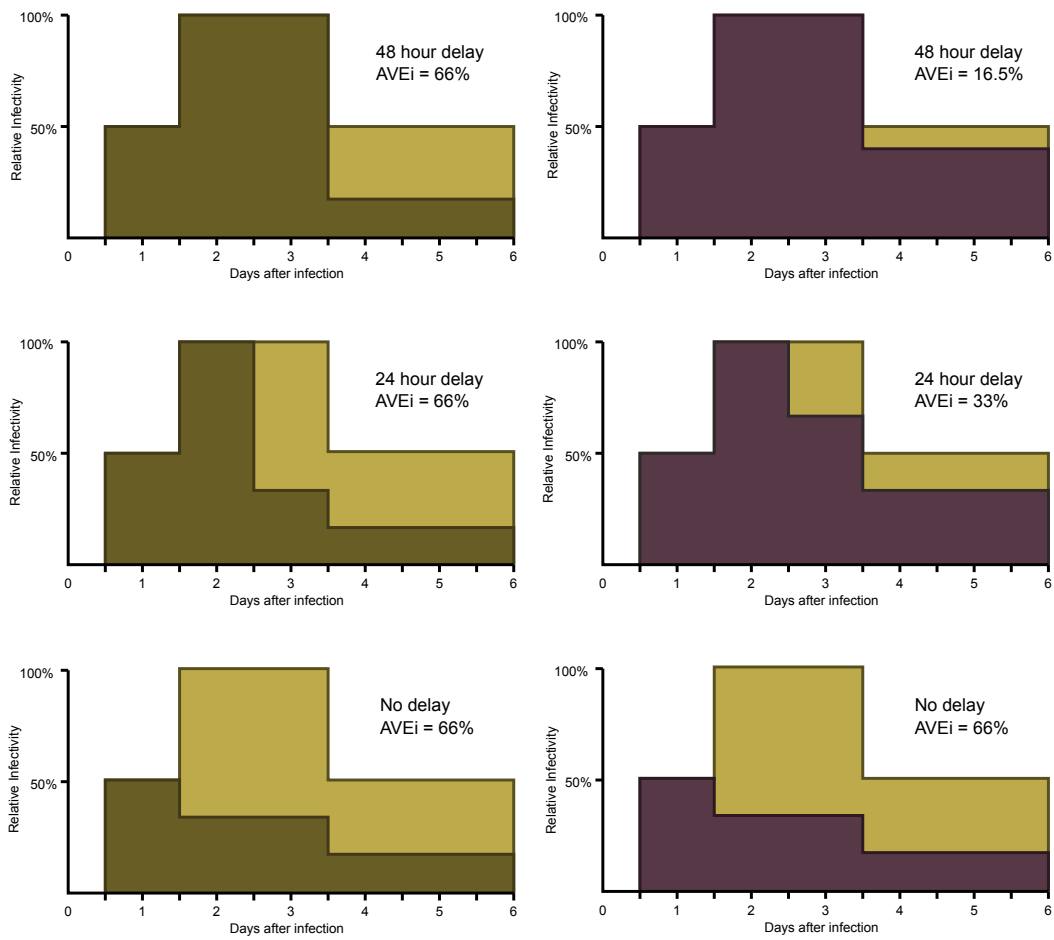 100%
50%
Relative Infectivity
48 hour delay
AVEi = 66%
0 1 2 3 4 5 6
Days after infection
100%
50%
Relative Infectivity
48 hour delay
AVEi = 16.5%
0 1 2 3 4 5 6
Days after infection
100%
50%
Relative Infectivity
24 hour delay
AVEi = 66%
0 1 2 3 4 5 6
Days after infection
100%
50%
Relative Infectivity
24 hour delay
AVEi = 33%
0 1 2 3 4 5 6
Days after infection
100%
50%
Relative Infectivity
No delay
AVEi = 66%
0 1 2 3 4 5 6
Days after infection
100%
50%
Relative Infectivity
No delay
AVEi = 66%
0 1 2 3 4 5 6
Days after infection